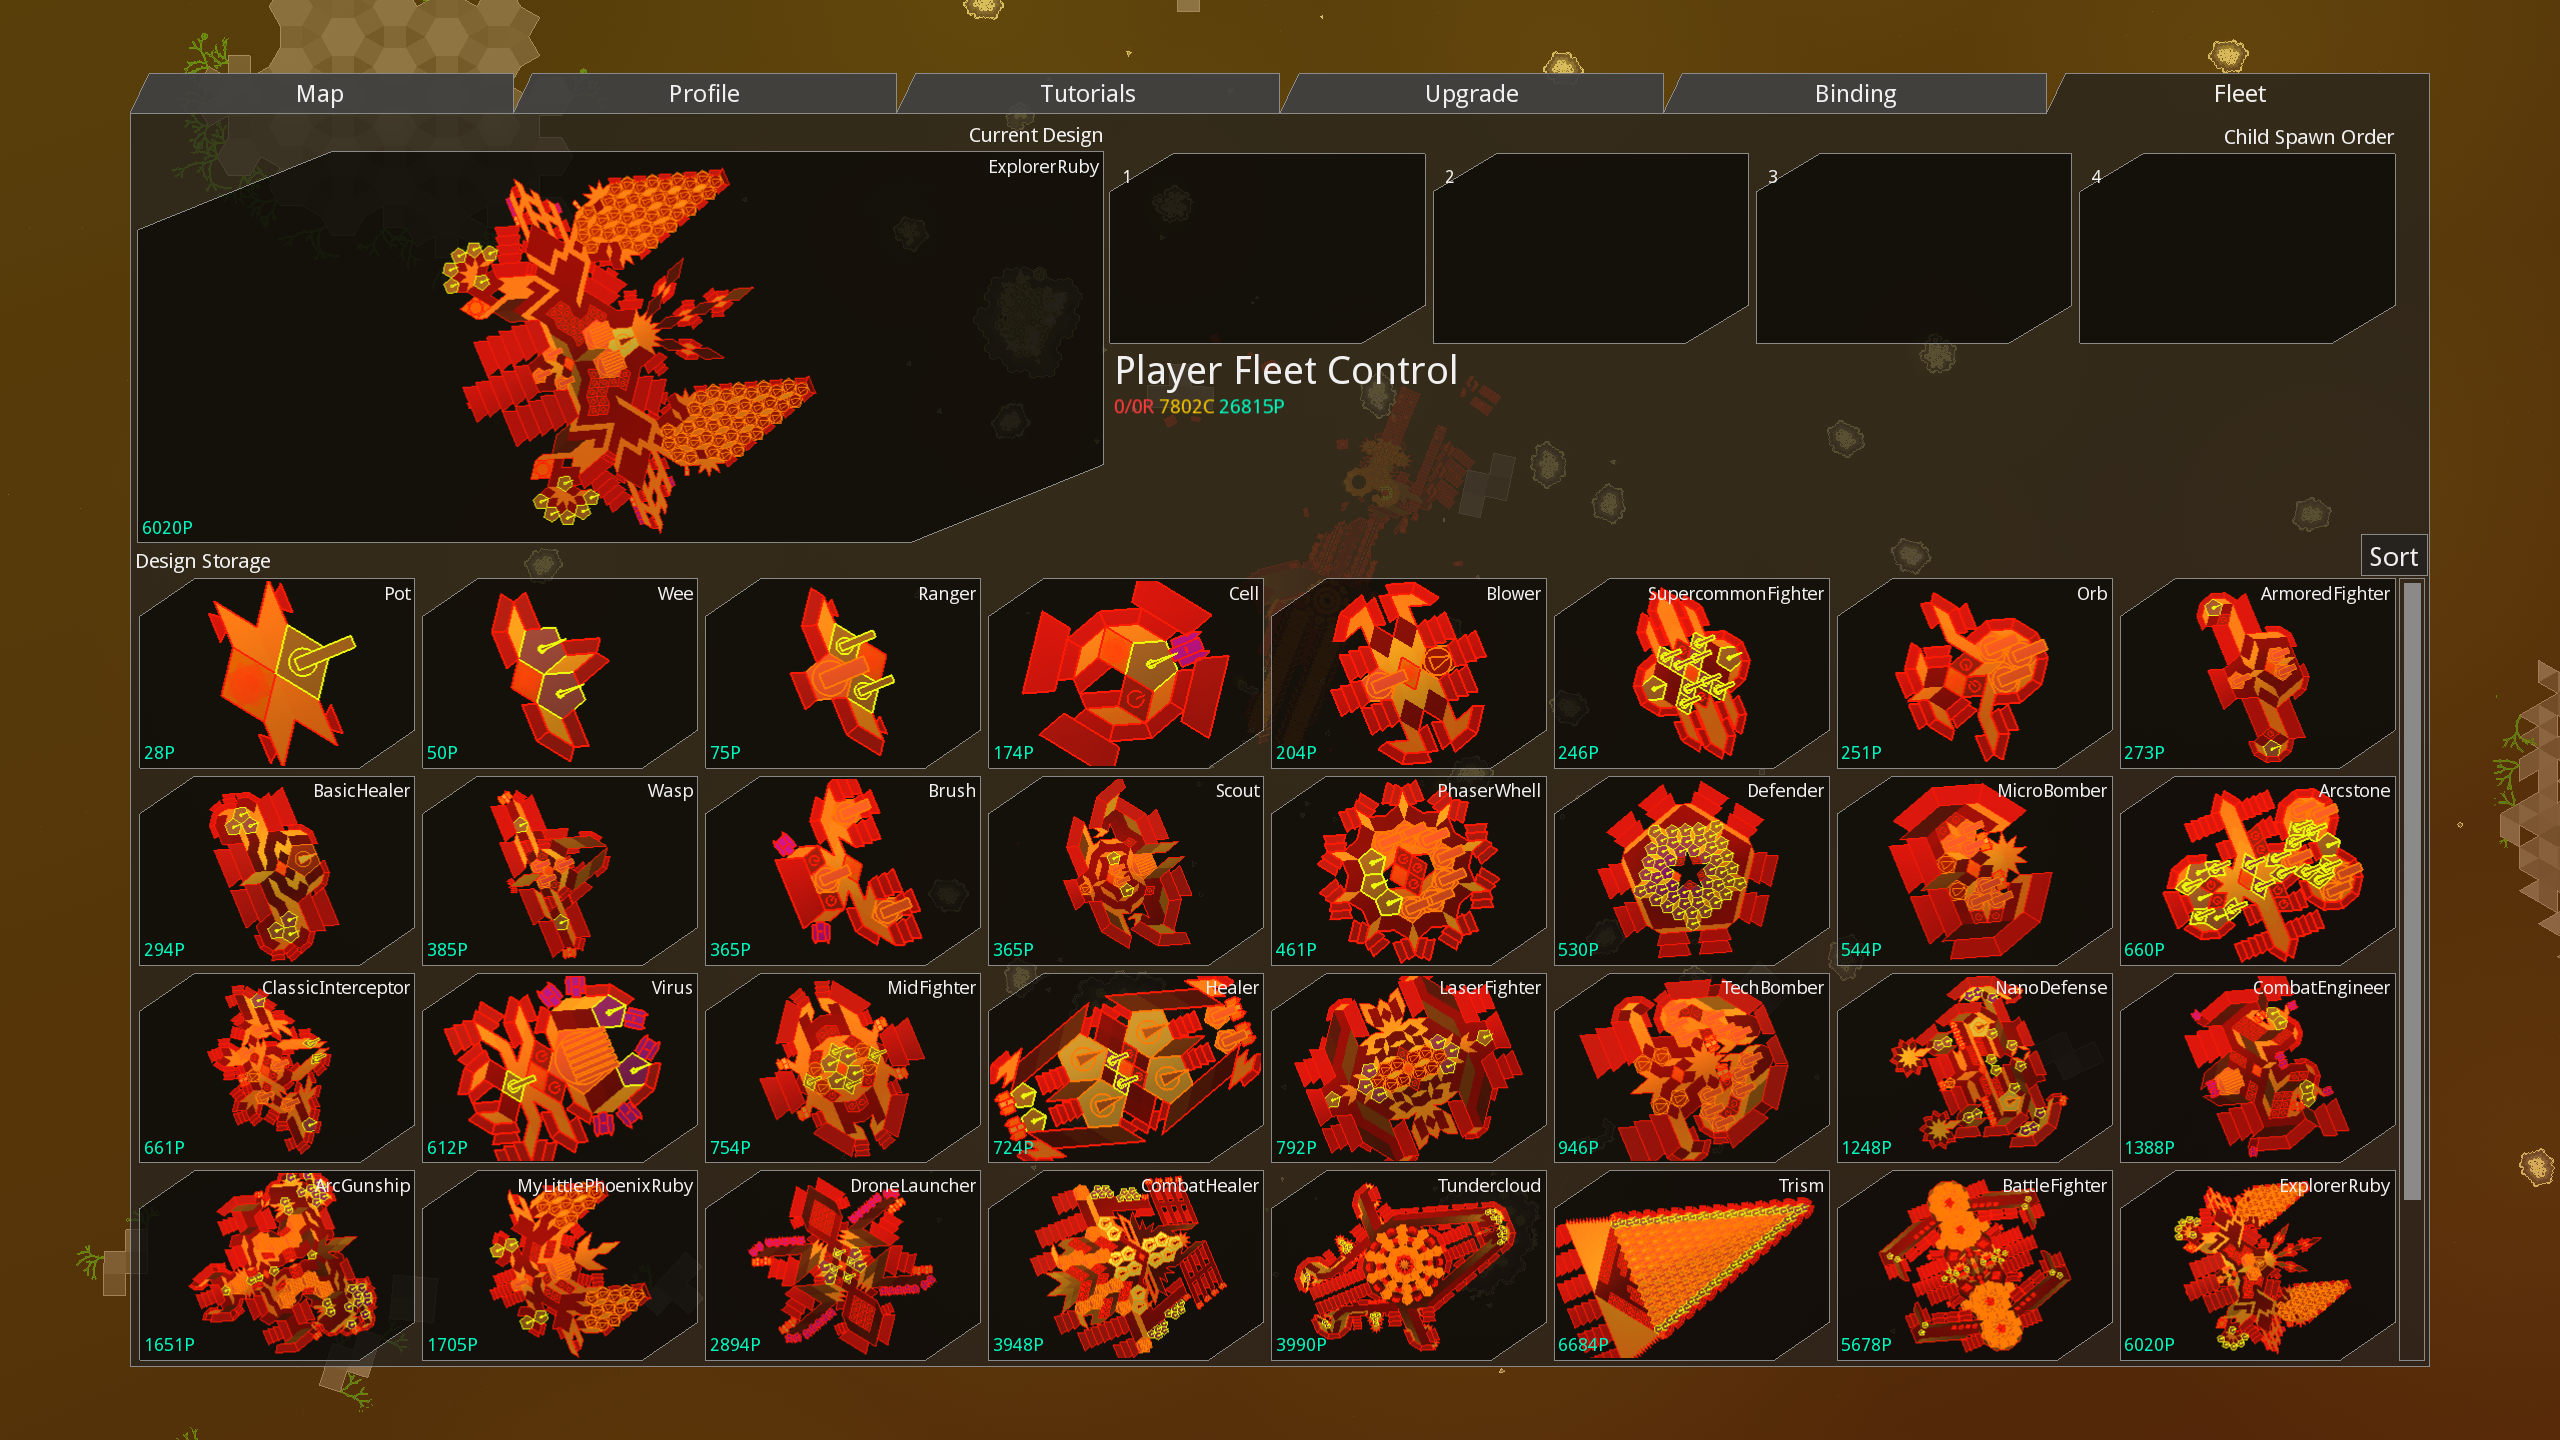 Map
Profile
Tutorials
Upgrade
Binding
Fleet
Current Design
Child Spawn Order
ExplorerRuby
6020P
1
2
3
4
Player Fleet Control
0/0R 7802C 26815P
Design Storage
Sort
Pot
28P
Wee
50P
Ranger
75P
Cell
174P
Blower
204P
SupercommonFighter
246P
Orb
251P
ArmoredFighter
273P
BasicHealer
294P
Wasp
385P
Brush
365P
Scout
365P
PhaserWhell
461P
Defender
530P
MicroBomber
544P
Arcstone
660P
ClassicInterceptor
661P
Virus
612P
MidFighter
754P
Healer
724P
LaserFighter
792P
TechBomber
946P
NanoDefense
1248P
CombatEngineer
1388P
ArcGunship
1651P
MyLittlePhoenixRuby
1705P
DroneLauncher
2894P
CombatHealer
3948P
Tundercloud
3990P
Trism
6684P
BattleFighter
5678P
ExplorerRuby
6020P